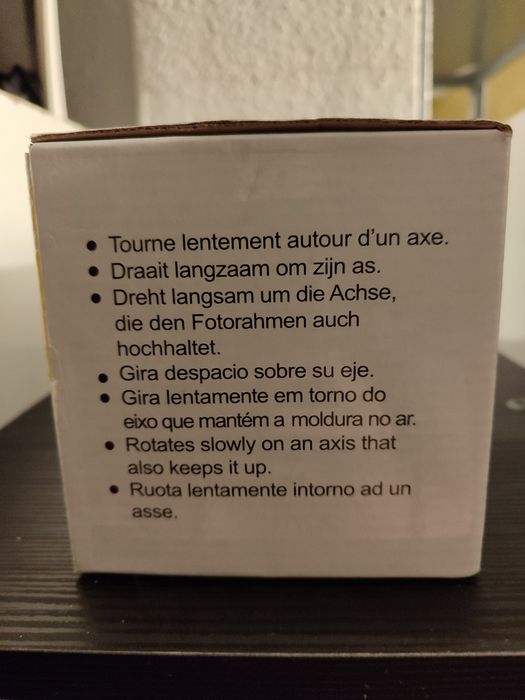 • Tourne lentement autour d'un axe.
• Draait langzaam om zijn as.
• Dreht langsam um die Achse,
die den Fotorahmen auch
hochhaltet.
• Gira despacio sobre su eje.
• Gira lentamente em torno do
eixo que mantém a moldura no ar.
• Rotates slowly on an axis that
also keeps it up.
• Ruota lentamente intorno ad un
asse.